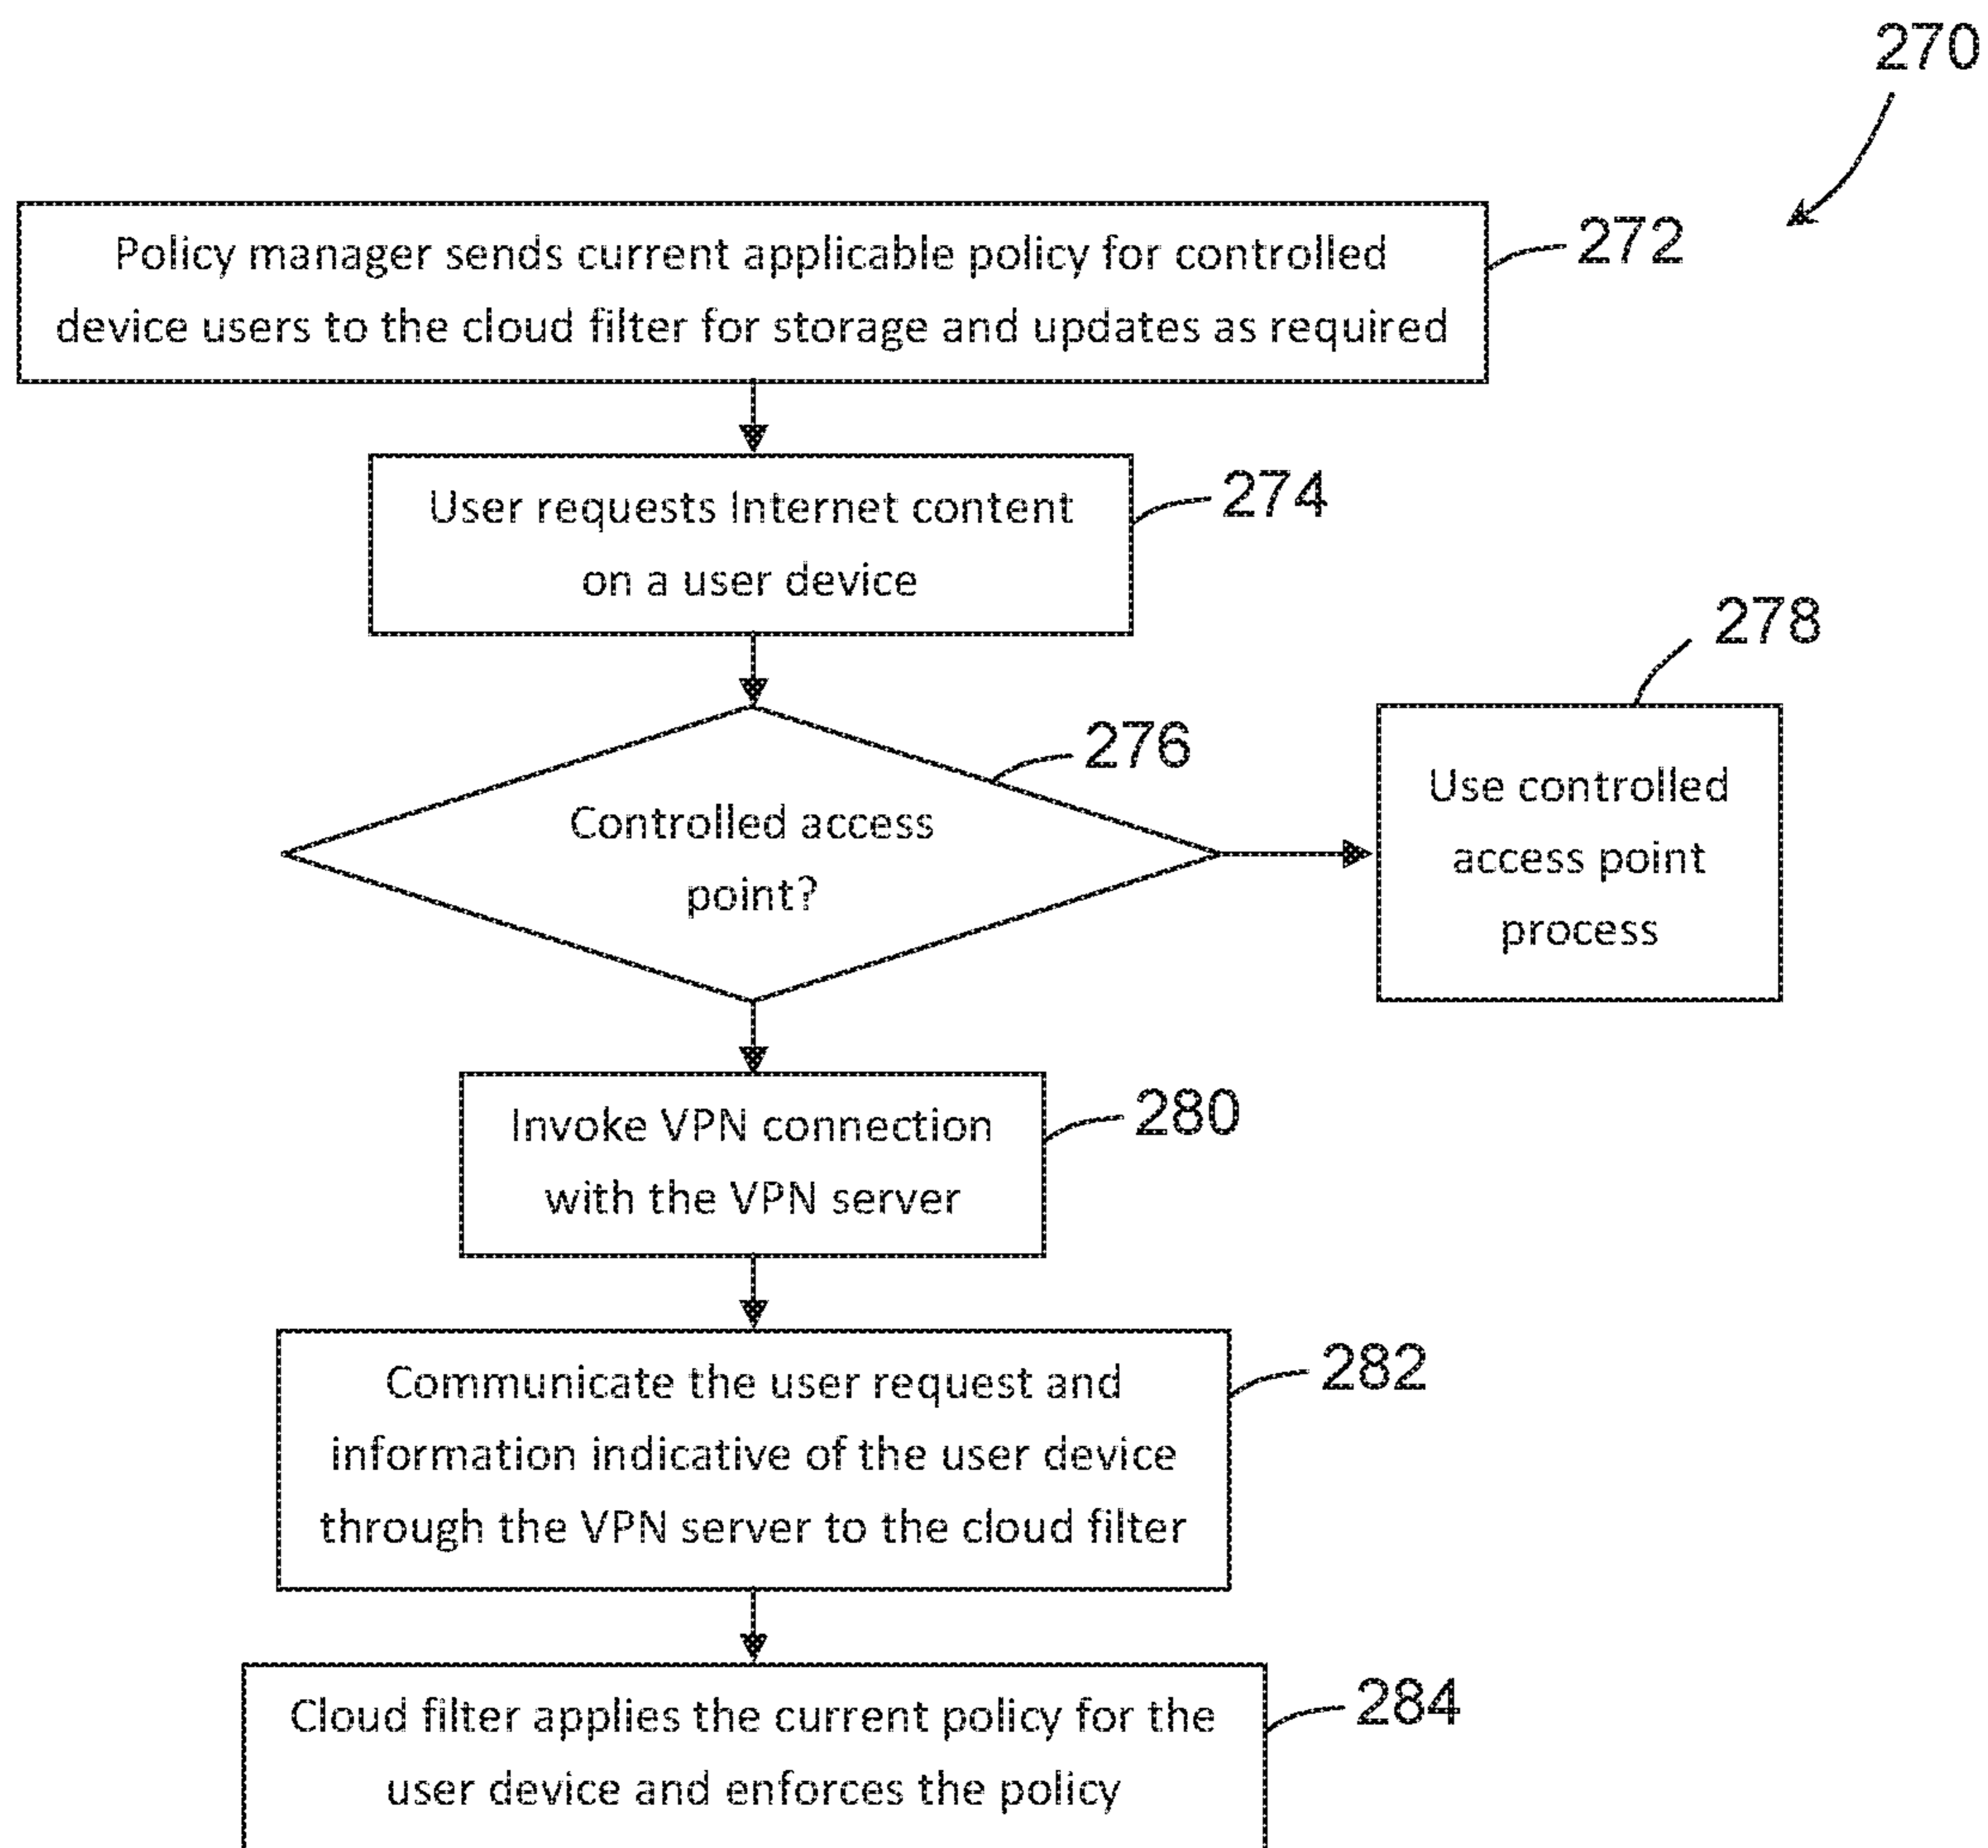 270
Policy manager sends current applicable policy for controlled
device users to the cloud filter for storage and updates as required
272
User requests Internet content
on a user device
274
Controlled access
point?
276
Use controlled
access point
process
278
Invoke VPN connection
with the VPN server
280
Communicate the user request and
information indicative of the user device
through the VPN server to the cloud filter
282
Cloud filter applies the current policy for the
user device and enforces the policy
284